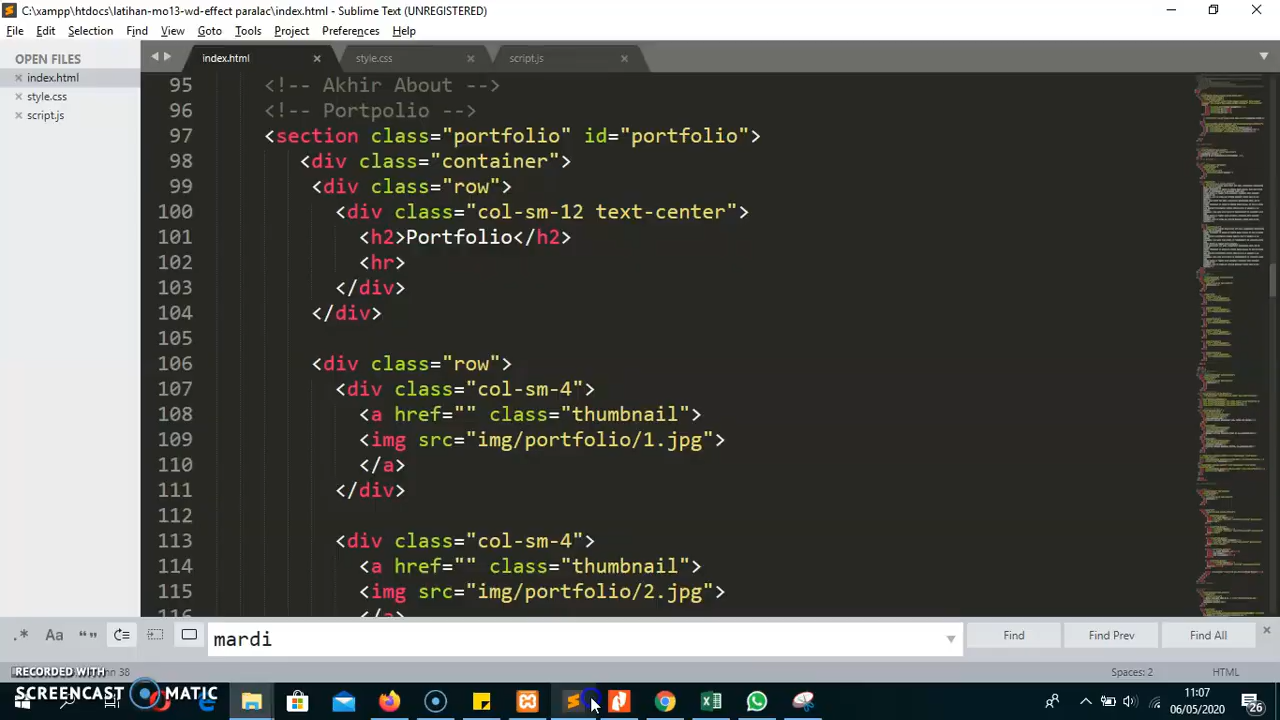 C:\xampp\htdocs\latihan-mo13-wd-effect paralac\index.html - Sublime Text (UNREGISTERED)
File Edit Selection Find View Goto Tools Project Preferences Help
OPEN FILES
index.html
style.css
script.js
index.html style.css script.js
95 <!-- Akhir About -->
96 <!-- Portpolio -->
97 <section class="portfolio" id="portfolio">
98 <div class="container">
99 <div class="row">
100 <div class="col-sm-12 text-center">
101 <h2>Portfolio</h2>
102 <hr>
103 </div>
104 </div>
105
106 <div class="row">
107 <div class="col-sm-4">
108 <a href="" class="thumbnail">
109 <img src="img/portfolio/1.jpg">
110 </a>
111 </div>
112
113 <div class="col-sm-4">
114 <a href="" class="thumbnail">
115 <img src="img/portfolio/2.jpg">
116 </a>
mardi
Find Find Prev Find All
38 Spaces: 2 HTML
RECORDED WITH
SCREENCAST MATIC
11:07
06/05/2020
26